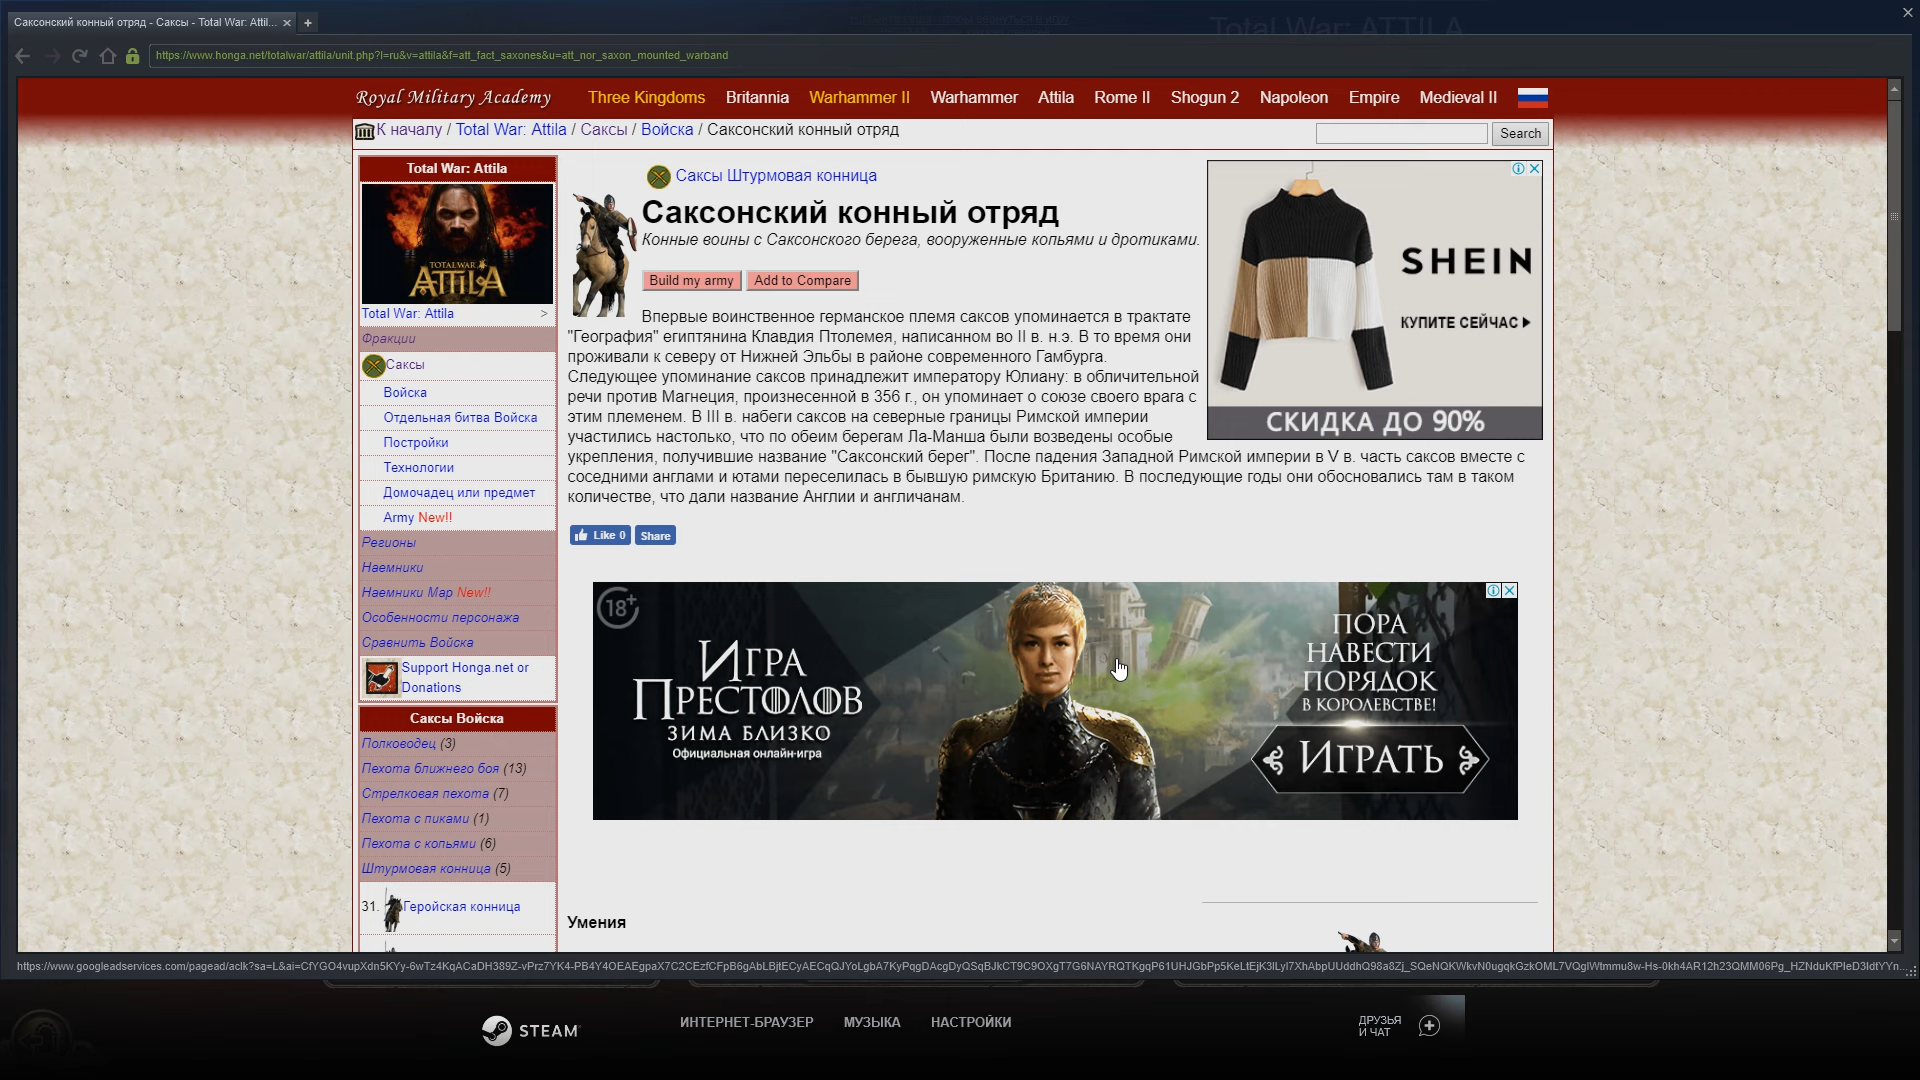 Саксонский конный отряд - Саксы - Total War: Attil...
Total War: ATTILA
https://www.honga.net/totalwar/attila/unit.php?l=ru&v=attila&f=att_fact_saxones&u=att_nor_saxon_mounted_warband
Royal Military Academy
Three Kingdoms Britannia Warhammer II Warhammer Attila Rome II Shogun 2 Napoleon Empire Medieval II
К началу / Total War: Attila / Саксы / Войска / Саксонский конный отряд
Search
Total War: Attila
TOTAL WAR
ATTILA
Total War: Attila >
Фракции
Саксы
Войска
Отдельная битва Войска
Постройки
Технологии
Домочадец или предмет
Army New!!
Регионы
Наемники
Наемники Map New!!
Особенности персонажа
Сравнить Войска
Support Honga.net or
Donations
Саксы Войска
Полководец (3)
Пехота ближнего боя (13)
Стрелковая пехота (7)
Пехота с пиками (1)
Пехота с копьями (6)
Штурмовая конница (5)
31. Геройская конница
Саксы Штурмовая конница
Саксонский конный отряд
Конные воины с Саксонского берега, вооруженные копьями и дротиками.
Build my army Add to Compare
Впервые воинственное германское племя саксов упоминается в трактате
"География" египтянина Клавдия Птолемея, написанном во II в. н.э. В то время они
проживали к северу от Нижней Эльбы в районе современного Гамбурга.
Следующее упоминание саксов принадлежит императору Юлиану: в обличительной
речи против Магнеция, произнесенной в 356 г., он упоминает о союзе своего врага с
этим племенем. В III в. набеги саксов на северные границы Римской империи
участились настолько, что по обеим берегам Ла-Манша были возведены особые
укрепления, получившие название "Саксонский берег". После падения Западной Римской империи в V в. часть саксов вместе с
соседними англами и ютами переселилась в бывшую римскую Британию. В последующие годы они обосновались там в таком
количестве, что дали название Англии и англичанам.
Like 0 Share
SHEIN
КУПИТЕ СЕЙЧАС
СКИДКА ДО 90%
18+
ИГРА
ПРЕСТОЛОВ
ЗИМА БЛИЗКО
Официальная онлайн-игра
ПОРА
НАВЕСТИ
ПОРЯДОК
В КОРОЛЕВСТВЕ!
ИГРАТЬ
Умения
STEAM
ИНТЕРНЕТ-БРАУЗЕР МУЗЫКА НАСТРОЙКИ
ДРУЗЬЯ
И ЧАТ